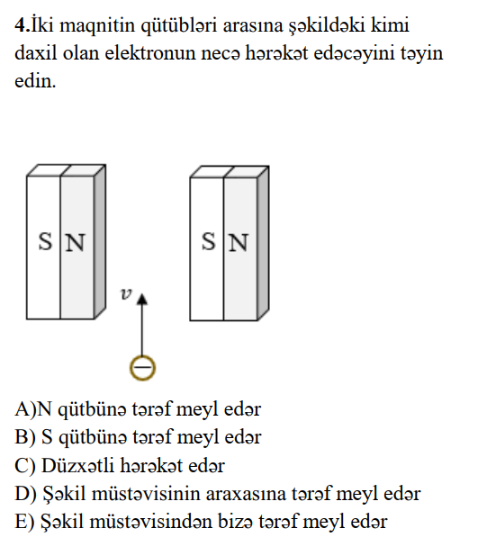 4.İki maqnitin qütübləri arasına şəkildəki kimi
daxil olan elektronun necə hərəkət edəcəyini təyin
edin.
S N S N
v
A)N qütbünə tərəf meyl edər
B) S qütbünə tərəf meyl edər
C) Düzxətli hərəkət edər
D) Şəkil müstəvisinin araxasına tərəf meyl edər
E) Şəkil müstəvisindən bizə tərəf meyl edər